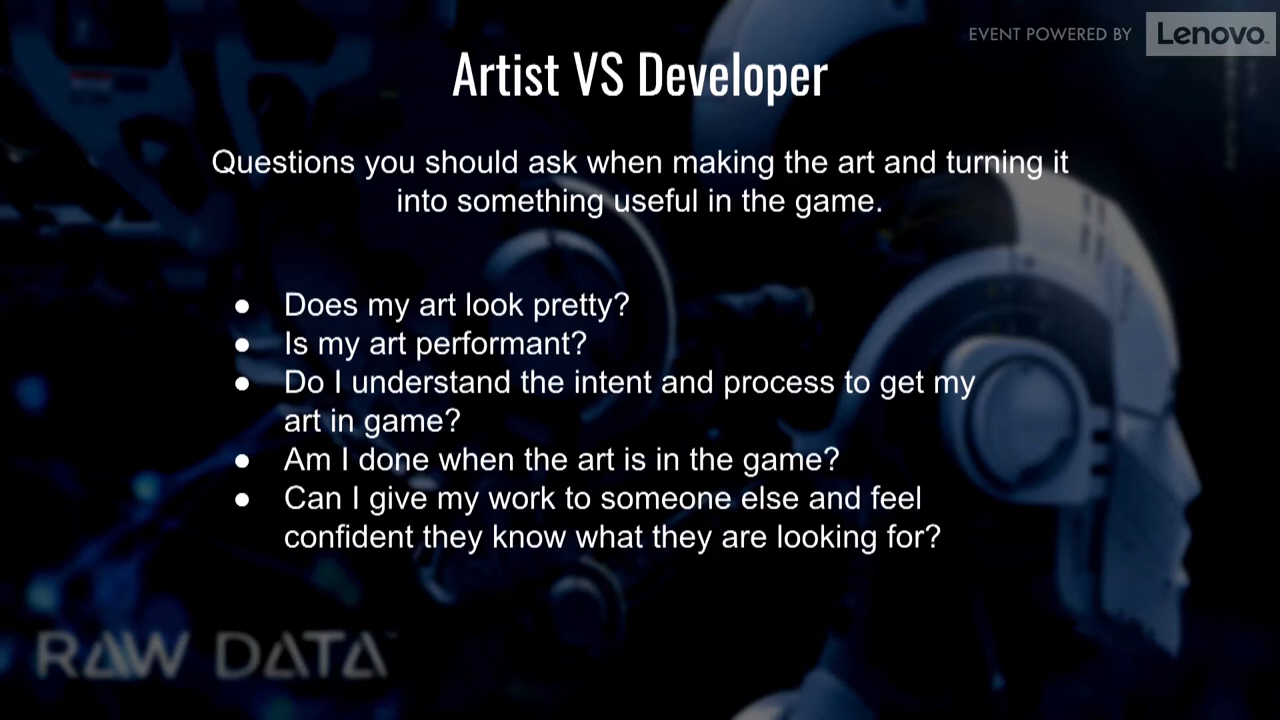 EVENT POWERED BY Lenovo
Artist VS Developer
Questions you should ask when making the art and turning it
into something useful in the game.
● Does my art look pretty?
● Is my art performant?
● Do I understand the intent and process to get my
art in game?
● Am I done when the art is in the game?
● Can I give my work to someone else and feel
confident they know what they are looking for?
RAW DATA